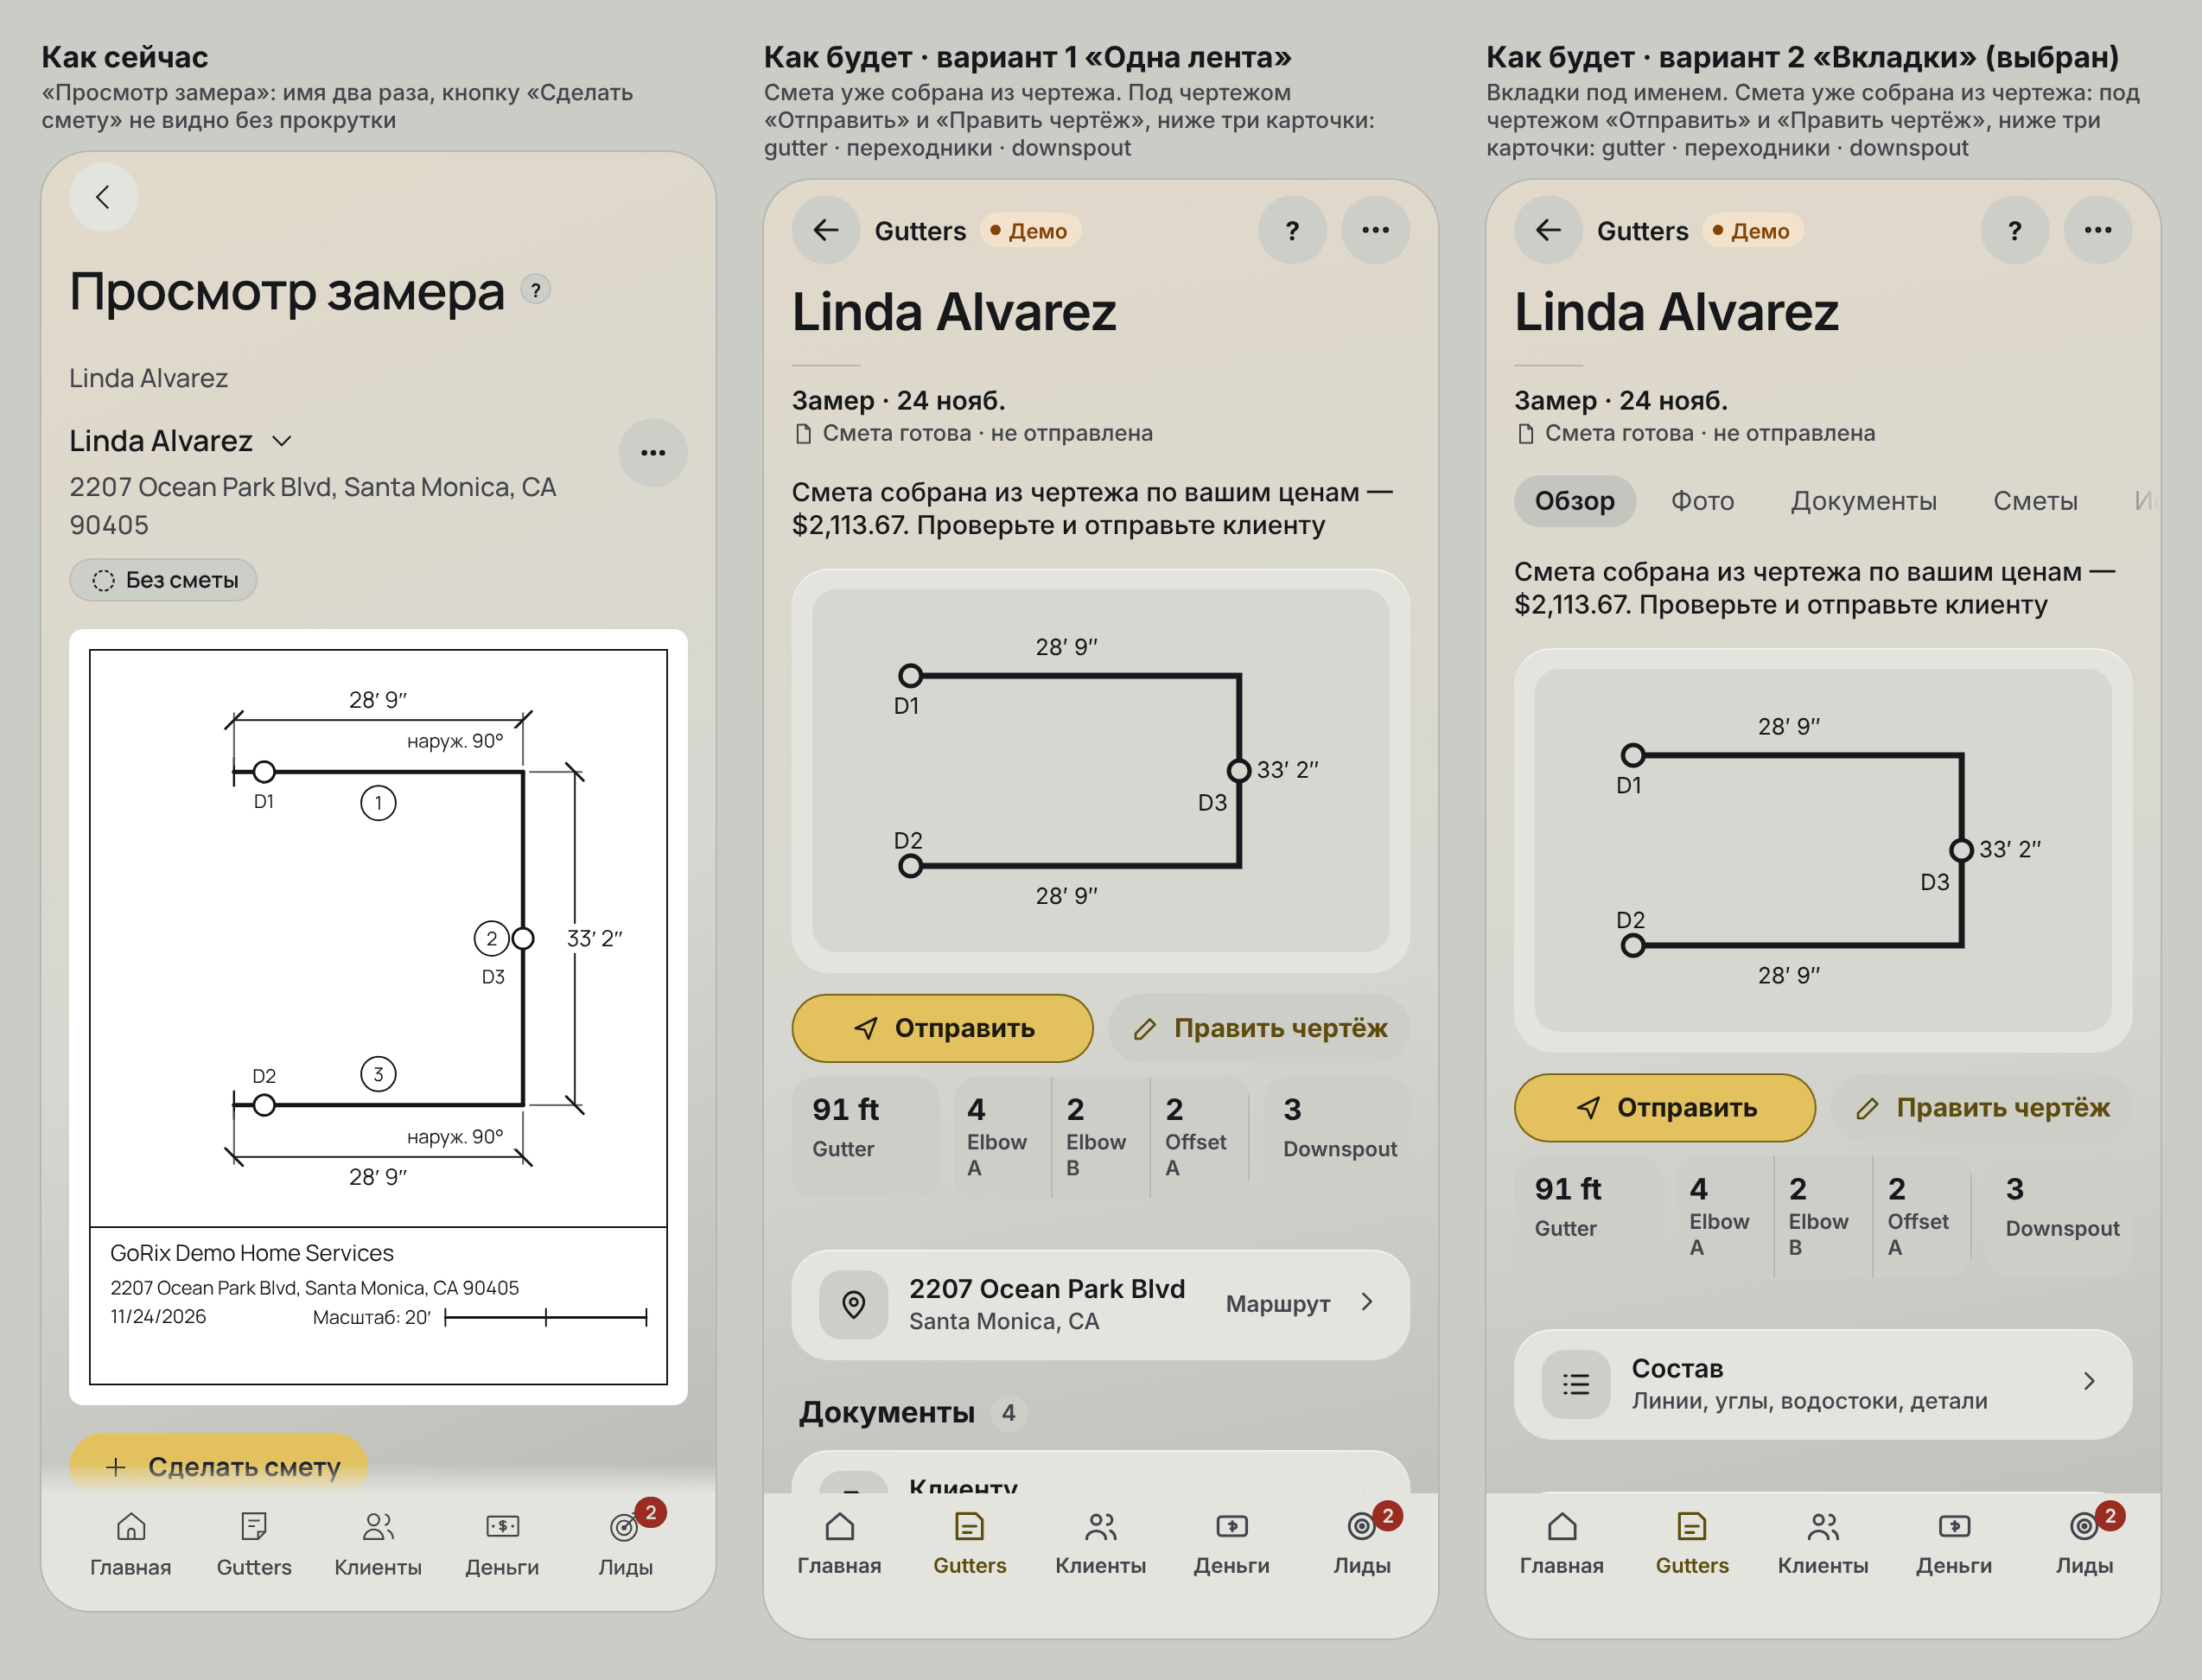 Как сейчас
«Просмотр замера»: имя два раза, кнопку «Сделать
смету» не видно без прокрутки
Просмотр замера ?
Linda Alvarez
Linda Alvarez
2207 Ocean Park Blvd, Santa Monica, CA
90405
Без сметы
28′ 9″
наруж. 90°
D1
1
2
33′ 2″
D3
D2
3
наруж. 90°
28′ 9″
GoRix Demo Home Services
2207 Ocean Park Blvd, Santa Monica, CA 90405
11/24/2026 Масштаб: 20′
Сделать смету
2
Главная Gutters Клиенты Деньги Лиды
Как будет · вариант 1 «Одна лента»
Смета уже собрана из чертежа. Под чертежом
«Отправить» и «Править чертёж», ниже три карточки:
gutter · переходники · downspout
Gutters Демо ?
Linda Alvarez
Замер · 24 нояб.
Смета готова · не отправлена
Смета собрана из чертежа по вашим ценам —
$2,113.67. Проверьте и отправьте клиенту
28′ 9″
D1
33′ 2″
D3
D2
28′ 9″
Отправить Править чертёж
91 ft 4 2 2 3
Gutter Elbow Elbow Offset Downspout
A B A
2207 Ocean Park Blvd
Santa Monica, CA
Маршрут
Документы 4
Клиенту
2
Главная Gutters Клиенты Деньги Лиды
Как будет · вариант 2 «Вкладки» (выбран)
Вкладки под именем. Смета уже собрана из чертежа: под
чертежом «Отправить» и «Править чертёж», ниже три
карточки: gutter · переходники · downspout
Gutters Демо ?
Linda Alvarez
Замер · 24 нояб.
Смета готова · не отправлена
Обзор Фото Документы Сметы
Смета собрана из чертежа по вашим ценам —
$2,113.67. Проверьте и отправьте клиенту
28′ 9″
D1
33′ 2″
D3
D2
28′ 9″
Отправить Править чертёж
91 ft 4 2 2 3
Gutter Elbow Elbow Offset Downspout
A B A
Состав
Линии, углы, водостоки, детали
2
Главная Gutters Клиенты Деньги Лиды